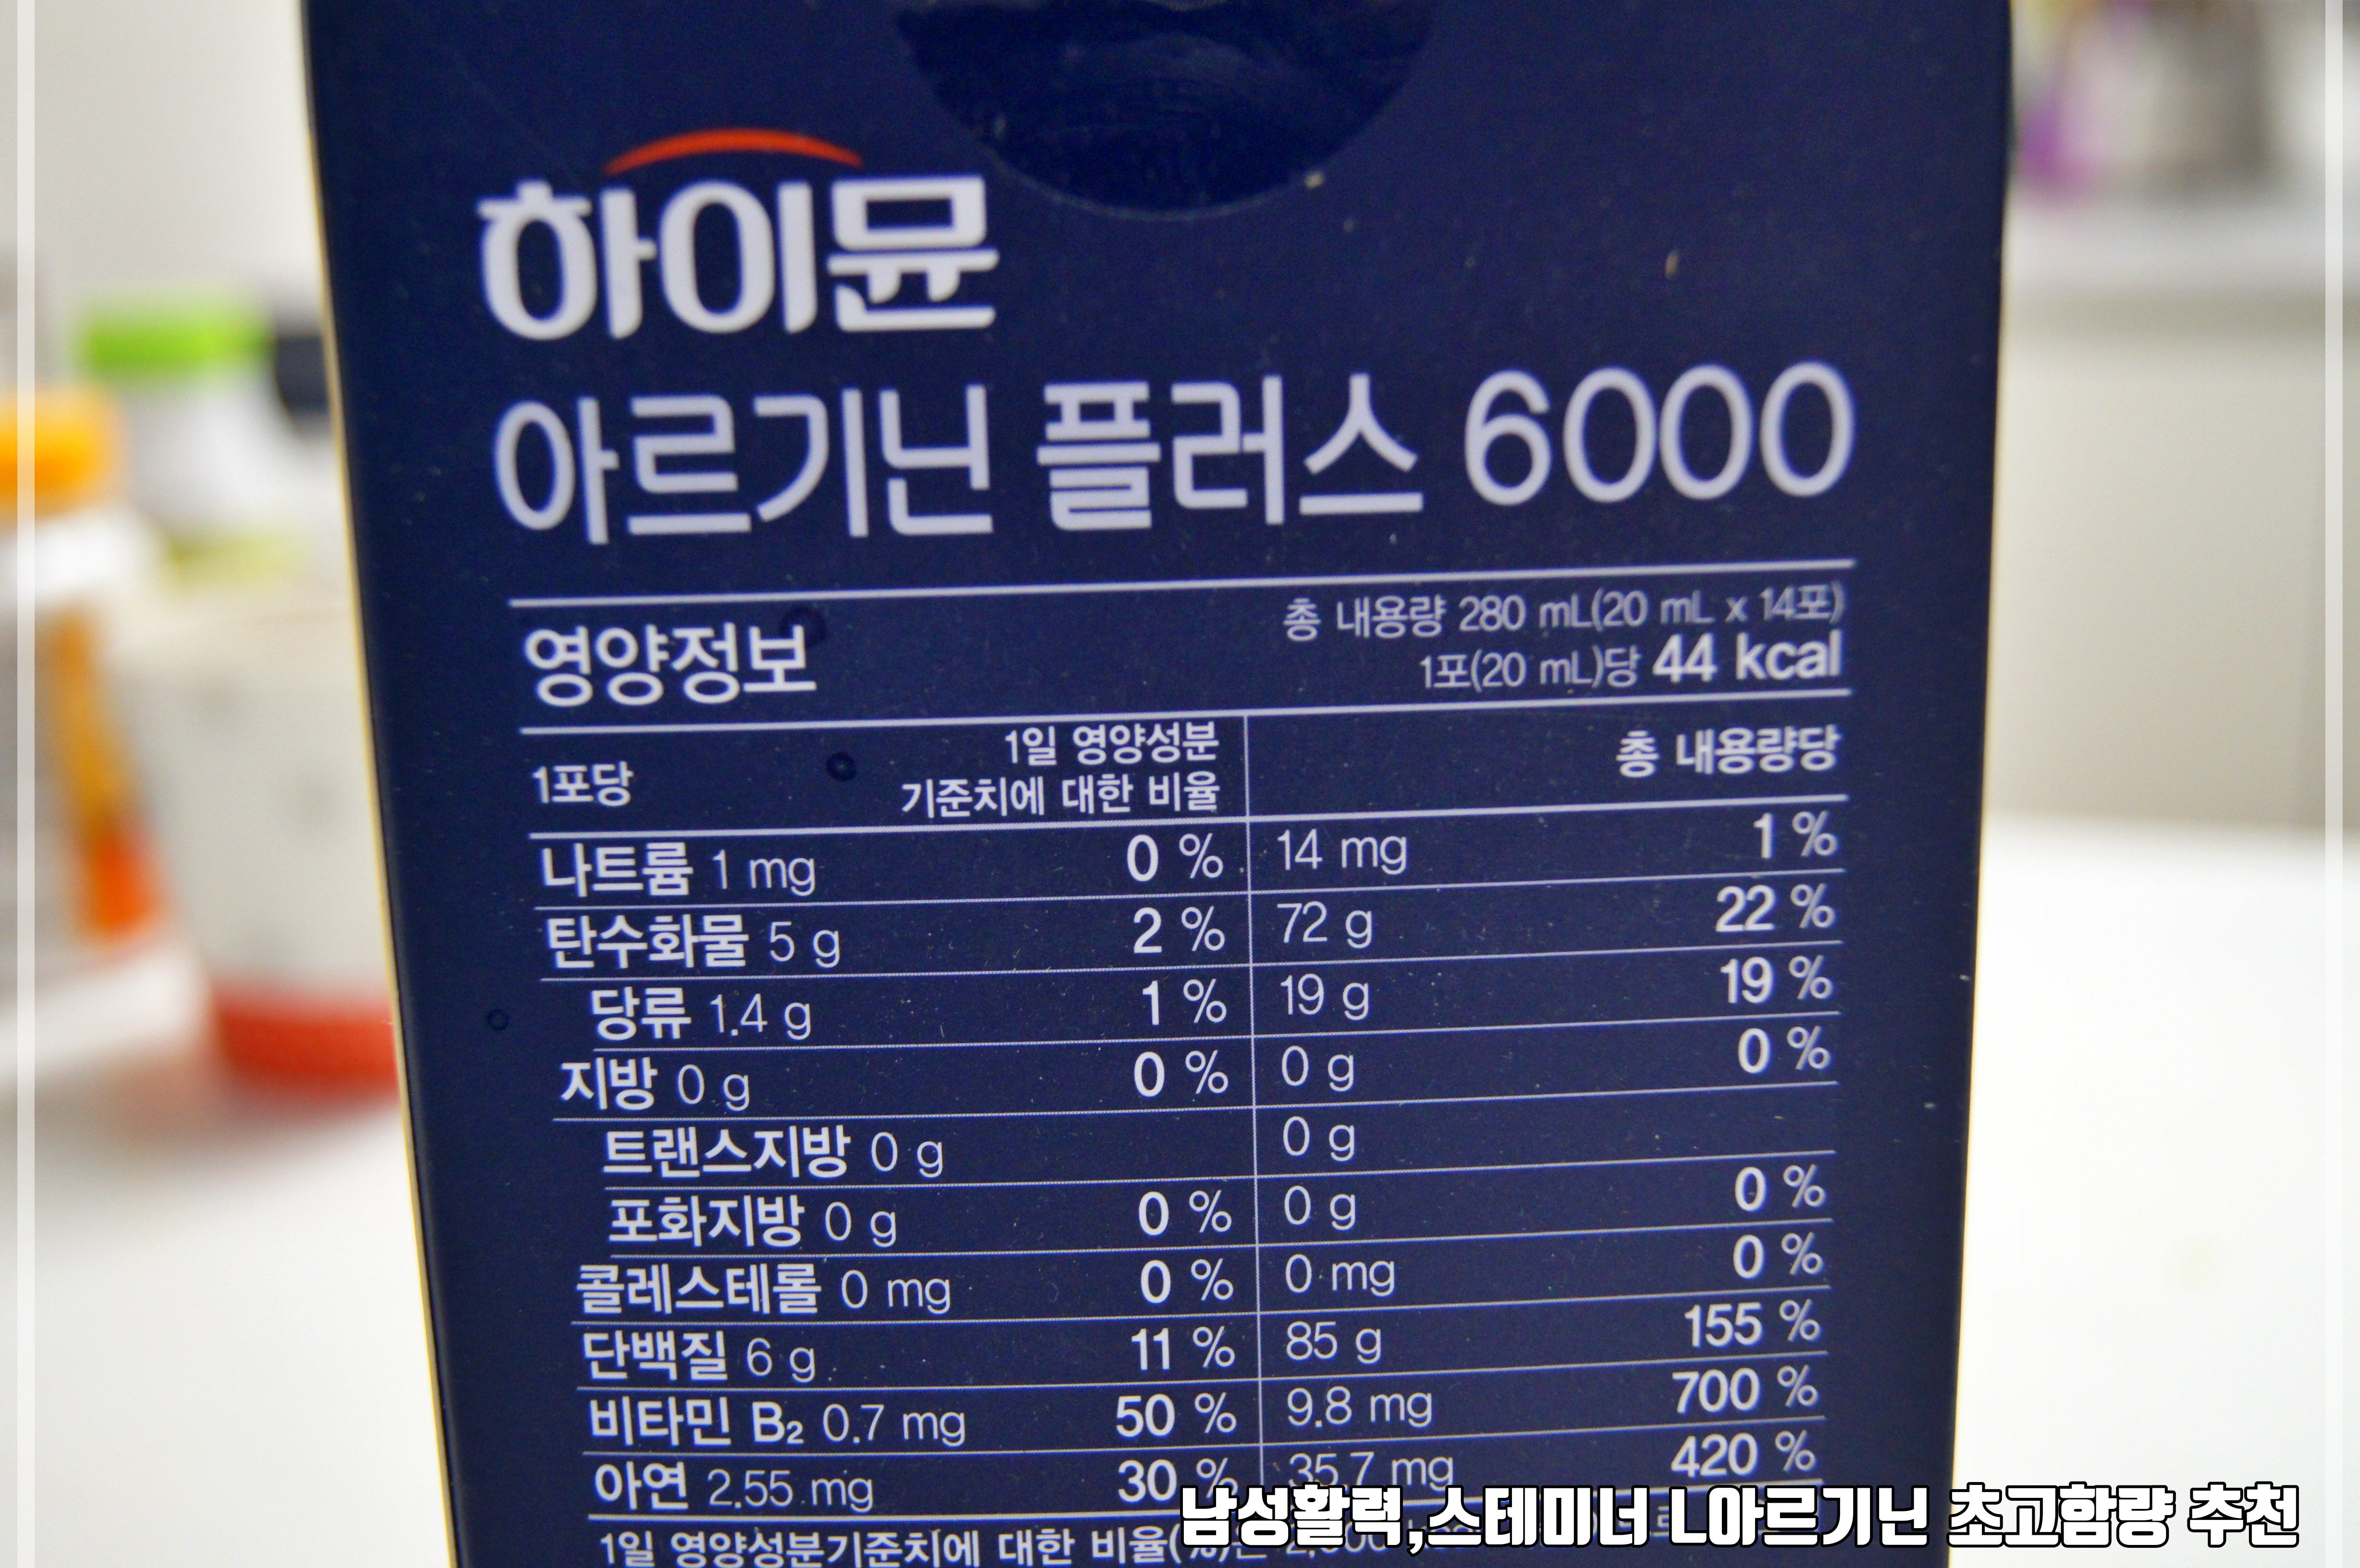 하이뮨
아르기닌 플러스 6000
영양정보
총 내용량 280 mL(20 mL x 14포)
1포(20 mL)당 44 kcal
1포당 1일 영양성분 기준치에 대한 비율 총 내용량당
나트륨 1 mg 0 % 14 mg 1 %
탄수화물 5 g 2 % 72 g 22 %
당류 1.4 g 1 % 19 g 19 %
지방 0 g 0 % 0 g 0 %
트랜스지방 0 g 0 g
포화지방 0 g 0 % 0 g 0 %
콜레스테롤 0 mg 0 % 0 mg 0 %
단백질 6 g 11 % 85 g 155 %
비타민 B₂ 0.7 mg 50 % 9.8 mg 700 %
아연 2.55 mg 30 % 35.7 mg 420 %
1일 영양성분기준치에 대한 비율(%)은
남성활력,스테미너 L아르기닌 초고함량 추천